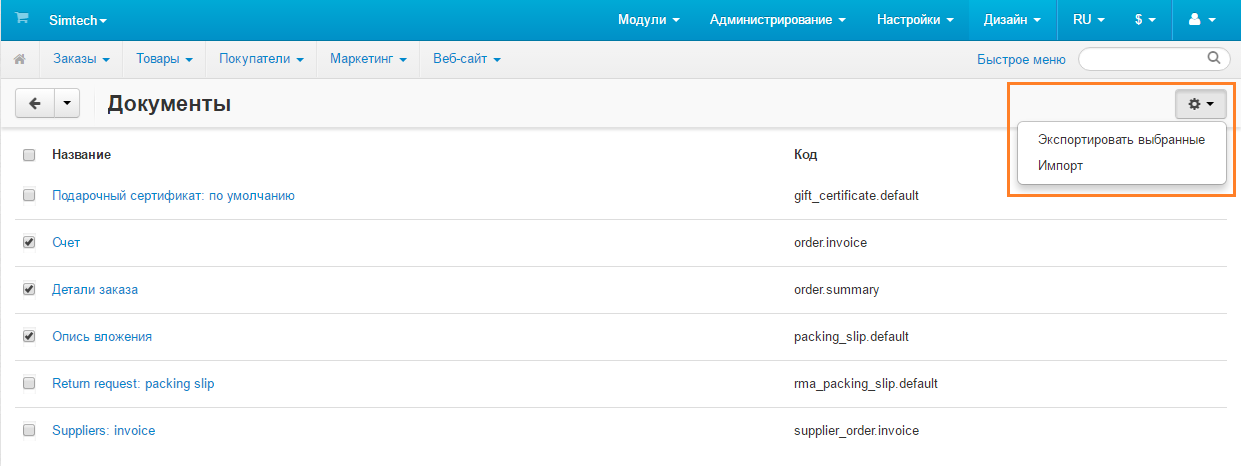 Simtech Модули Администрирование Настройки Дизайн RU $
Заказы Товары Покупатели Маркетинг Веб-сайт Быстрое меню
Документы
Экспортировать выбранные
Импорт
Название Код
Подарочный сертификат: по умолчанию gift_certificate.default
Счет order.invoice
Детали заказа order.summary
Опись вложения packing_slip.default
Return request: packing slip rma_packing_slip.default
Suppliers: invoice supplier_order.invoice